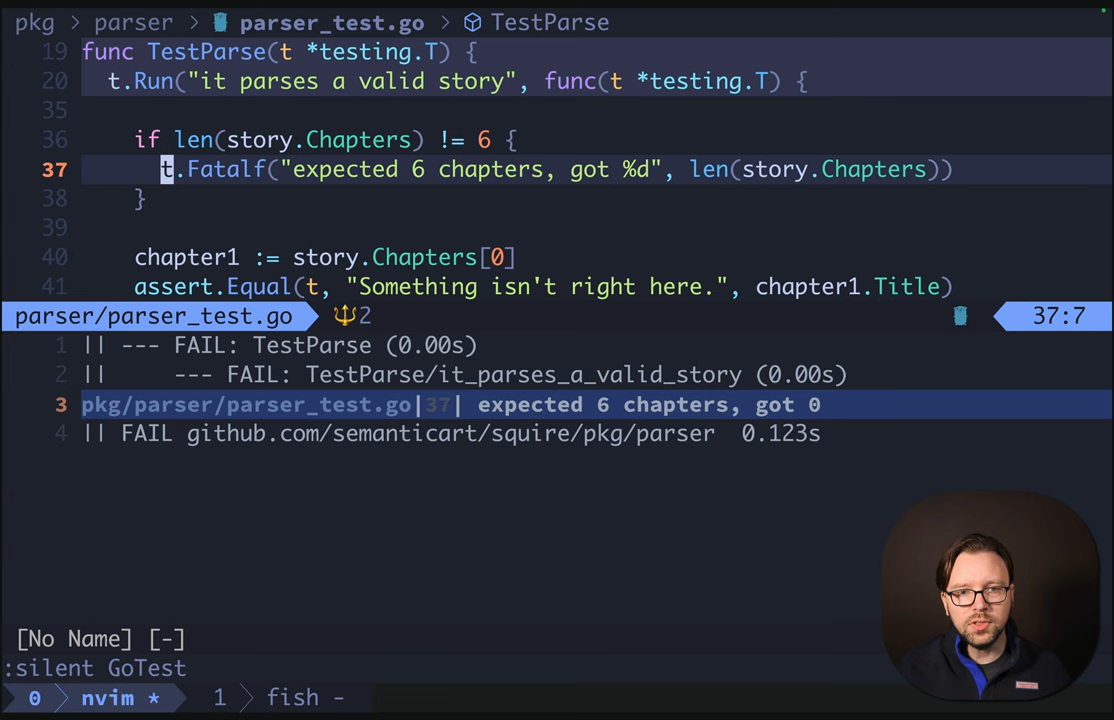 pkg > parser > parser_test.go > TestParse
19 func TestParse(t *testing.T) {
20 t.Run("it parses a valid story", func(t *testing.T) {
35
36 if len(story.Chapters) != 6 {
37 t.Fatalf("expected 6 chapters, got %d", len(story.Chapters))
38 }
39
40 chapter1 := story.Chapters[0]
41 assert.Equal(t, "Something isn't right here.", chapter1.Title)
parser/parser_test.go 2 37:7
1 || --- FAIL: TestParse (0.00s)
2 || --- FAIL: TestParse/it_parses_a_valid_story (0.00s)
3 pkg/parser/parser_test.go|37| expected 6 chapters, got 0
4 || FAIL github.com/semanticart/squire/pkg/parser 0.123s
[No Name] [-]
:silent GoTest
0 nvim * 1 fish -